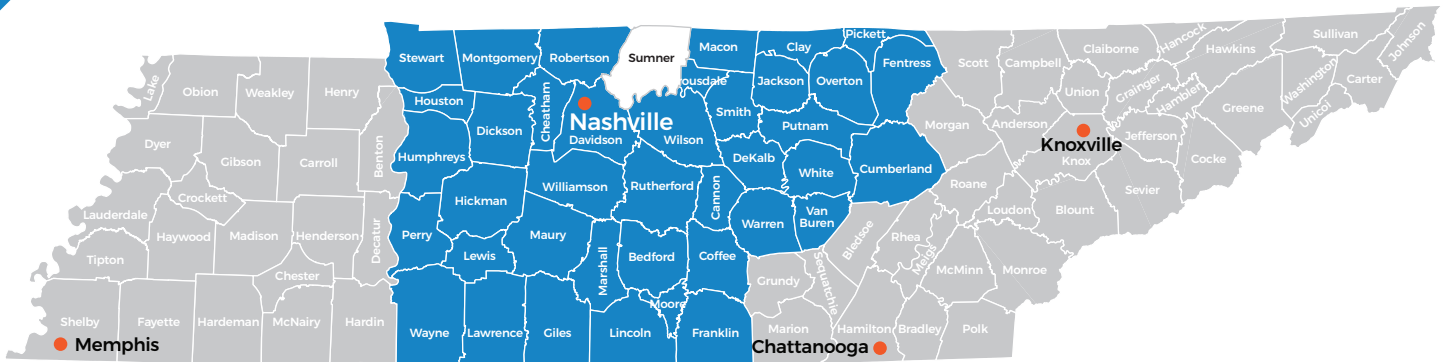 Lake
Obion
Weakley
Henry
Dyer
Gibson
Carroll
Benton
Crockett
Lauderdale
Haywood
Madison
Henderson
Decatur
Tipton
Chester
Shelby
Fayette
Hardeman
McNairy
Hardin
Memphis
Stewart
Montgomery
Robertson
Sumner
Macon
Clay
Pickett
Fentress
Houston
Cheatham
ousdale
Jackson
Overton
Dickson
Nashville
Davidson
Wilson
Smith
Putnam
Humphreys
DeKalb
White
Cumberland
Williamson
Rutherford
Cannon
Hickman
Warren
Van
Buren
Perry
Maury
Lewis
Marshall
Bedford
Coffee
Moore
Wayne
Lawrence
Giles
Lincoln
Franklin
Scott
Campbell
Claiborne
Hancock
Hawkins
Sullivan
Johnson
Union
Grainger
Hamblen
Greene
Washington
Carter
Unicoi
Morgan
Anderson
Knoxville
Knox
Jefferson
Cocke
Roane
Loudon
Blount
Sevier
Bledsoe
Rhea
Meigs
McMinn
Monroe
Grundy
Sequatchie
Marion
Hamilton
Bradley
Polk
Chattanooga